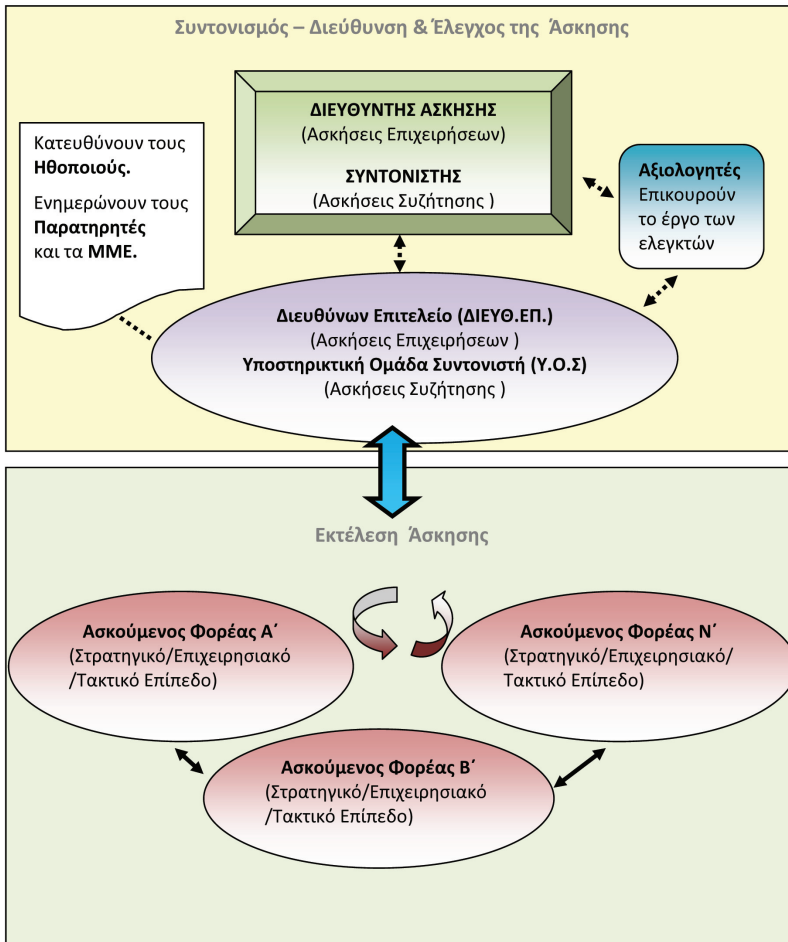 Συντονισμός – Διεύθυνση & Έλεγχος της Άσκησης
ΔΙΕΥΘΥΝΤΗΣ ΑΣΚΗΣΗΣ
(Ασκήσεις Επιχειρήσεων)
ΣΥΝΤΟΝΙΣΤΗΣ
(Ασκήσεις Συζήτησης )
Κατευθύνουν τους
Ηθοποιούς.
Ενημερώνουν τους
Παρατηρητές
και τα ΜΜΕ.
Αξιολογητές
Επικουρούν
το έργο των
ελεγκτών
Διευθύνων Επιτελείο (ΔΙΕΥΘ.ΕΠ.)
(Ασκήσεις Επιχειρήσεων )
Υποστηρικτική Ομάδα Συντονιστή (Υ.Ο.Σ)
(Ασκήσεις Συζήτησης )
Εκτέλεση Άσκησης
Ασκούμενος Φορέας Α΄
(Στρατηγικό/Επιχειρησιακό
/Τακτικό Επίπεδο)
Ασκούμενος Φορέας Ν΄
(Στρατηγικό/Επιχειρησιακό/
Τακτικό Επίπεδο)
Ασκούμενος Φορέας Β΄
(Στρατηγικό/Επιχειρησιακό
/Τακτικό Επίπεδο)